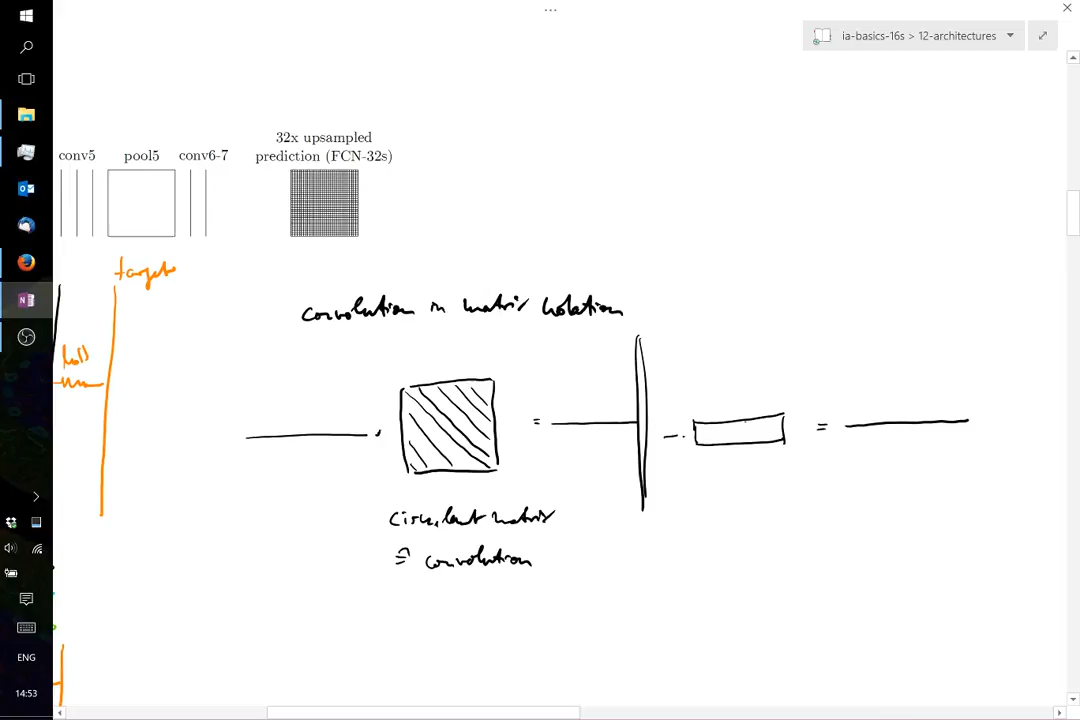 ia-basics-16s > 12-architectures
32x upsampled
conv5 pool5 conv6-7 prediction (FCN-32s)
targets
convolution in matrix notation
· = - · =
circulant matrix
≙ convolution
ENG
14:53